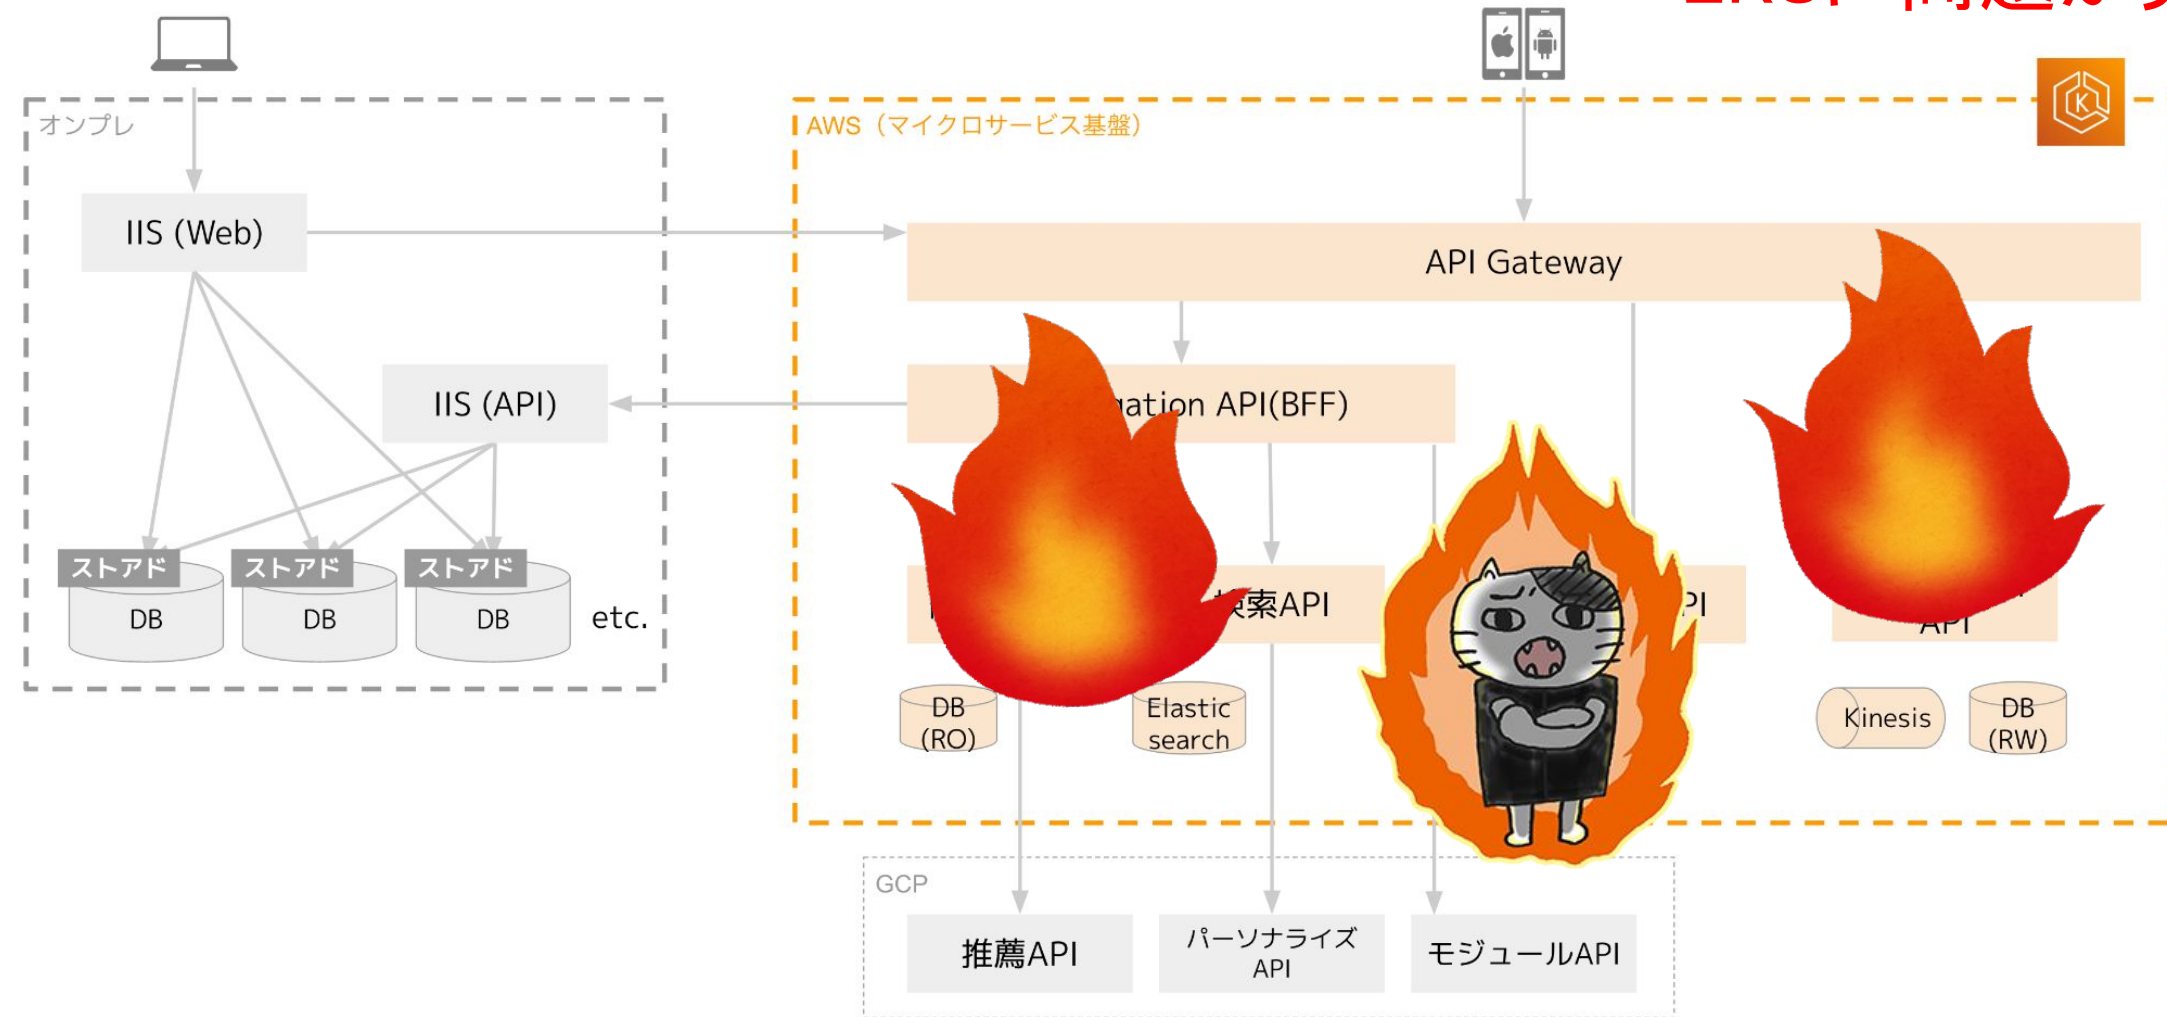 オンプレ
AWS（マイクロサービス基盤）
K
IIS (Web)
API Gateway
IIS (API)
gation API(BFF)
ストアド
ストアド
ストアド
DB
DB
DB
etc.
検索API
PI
API
DB
(RO)
Elastic
search
Kinesis
DB
(RW)
GCP
推薦API
パーソナライズ
API
モジュールAPI